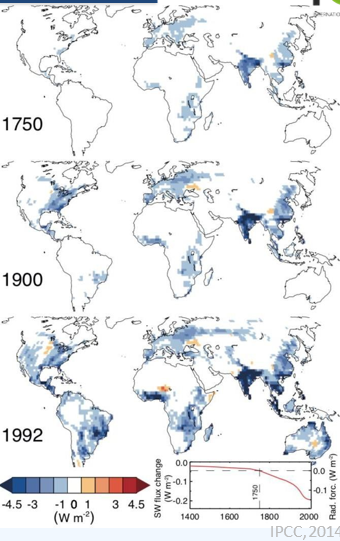 1750
1900
1992
-4.5 -3 -1 0 1 3 4.5
(W m-2)
SW flux change
(W m-2)
0.0
-0.1
-0.2
1750
1400 1600 1800 2000
0.0
-0.1
Rad. forc. (W m-2)
IPCC, 2014